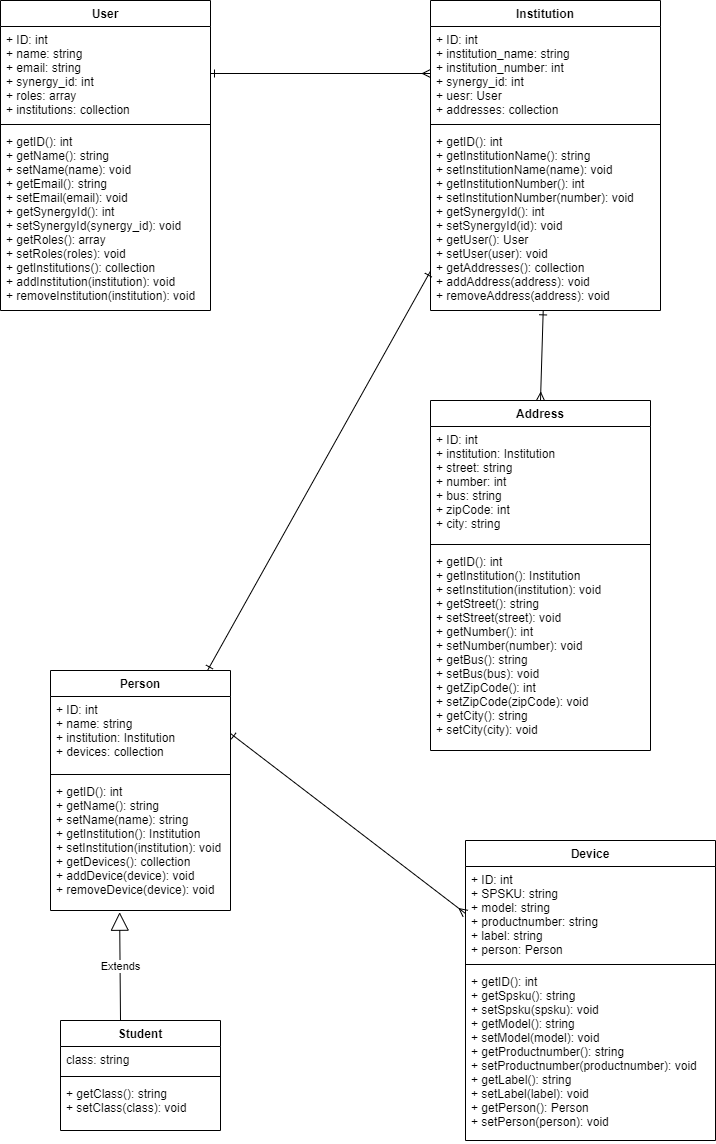 User
+ ID: int
+ name: string
+ email: string
+ synergy_id: int
+ roles: array
+ institutions: collection
+ getID(): int
+ getName(): string
+ setName(name): void
+ getEmail(): string
+ setEmail(email): void
+ getSynergyId(): int
+ setSynergyId(synergy_id): void
+ getRoles(): array
+ setRoles(roles): void
+ getInstitutions(): collection
+ addInstitution(institution): void
+ removeInstitution(institution): void
Institution
+ ID: int
+ institution_name: string
+ institution_number: int
+ synergy_id: int
+ uesr: User
+ addresses: collection
+ getID(): int
+ getInstitutionName(): string
+ setInstitutionName(name): void
+ getInstitutionNumber(): int
+ setInstitutionNumber(number): void
+ getSynergyId(): int
+ setSynergyId(id): void
+ getUser(): User
+ setUser(user): void
+ getAddresses(): collection
+ addAddress(address): void
+ removeAddress(address): void
Address
+ ID: int
+ institution: Institution
+ street: string
+ number: int
+ bus: string
+ zipCode: int
+ city: string
+ getID(): int
+ getInstitution(): Institution
+ setInstitution(institution): void
+ getStreet(): string
+ setStreet(street): void
+ getNumber(): int
+ setNumber(number): void
+ getBus(): string
+ setBus(bus): void
+ getZipCode(): int
+ setZipCode(zipCode): void
+ getCity(): string
+ setCity(city): void
Person
+ ID: int
+ name: string
+ institution: Institution
+ devices: collection
+ getID(): int
+ getName(): string
+ setName(name): string
+ getInstitution(): Institution
+ setInstitution(institution): void
+ getDevices(): collection
+ addDevice(device): void
+ removeDevice(device): void
Device
+ ID: int
+ SPSKU: string
+ model: string
+ productnumber: string
+ label: string
+ person: Person
+ getID(): int
+ getSpsku(): string
+ setSpsku(spsku): void
+ getModel(): string
+ setModel(model): void
+ getProductnumber(): string
+ setProductnumber(productnumber): void
+ getLabel(): string
+ setLabel(label): void
+ getPerson(): Person
+ setPerson(person): void
Extends
Student
class: string
+ getClass(): string
+ setClass(class): void